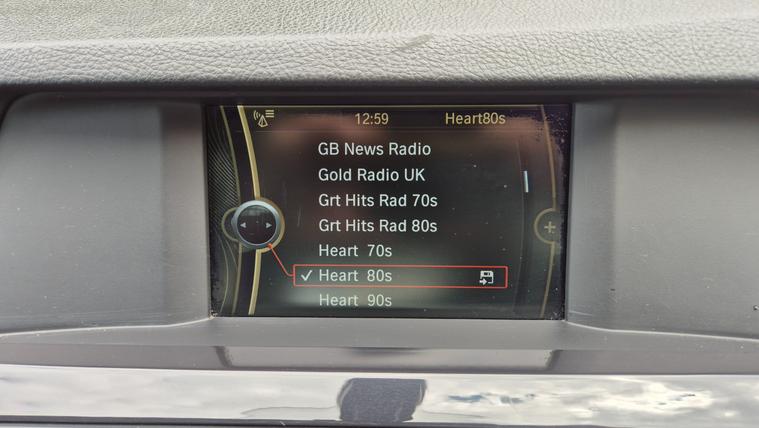 12:59 Heart80s
GB News Radio
Gold Radio UK
Grt Hits Rad 70s
Grt Hits Rad 80s
Heart 70s
Heart 80s
Heart 90s